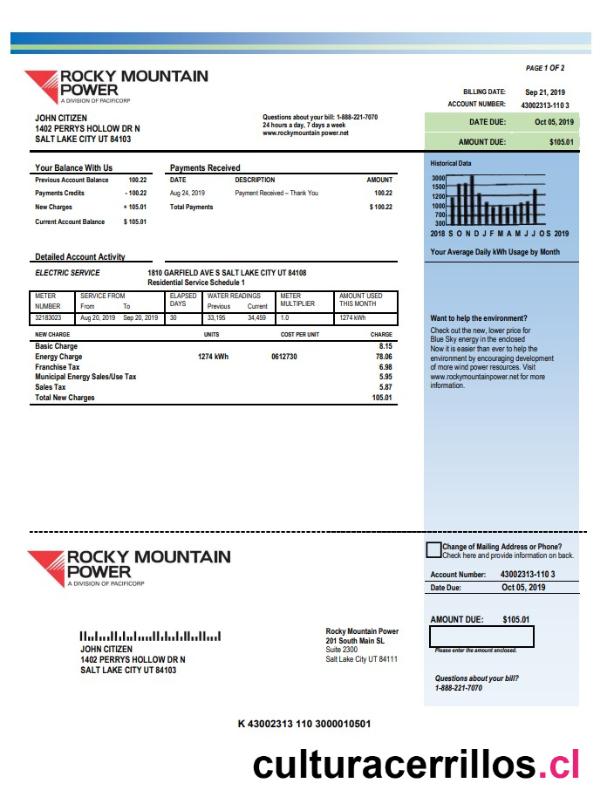 PAGE 1 OF 2
ROCKY MOUNTAIN
POWER
A DIVISION OF PACIFICORP
BILLING DATE: Sep 21, 2019
ACCOUNT NUMBER: 43002313-110 3
JOHN CITIZEN
1402 PERRYS HOLLOW DR N
SALT LAKE CITY UT 84103
Questions about your bill: 1-888-221-7070
24 hours a day, 7 days a week
www.rockymountain power.net
DATE DUE: Oct 05, 2019
AMOUNT DUE: $105.01
Your Balance With Us
Previous Account Balance 100.22
Payments Credits - 100.22
New Charges + 105.01
Current Account Balance $ 105.01
Payments Received
DATE DESCRIPTION AMOUNT
Aug 24, 2019 Payment Received – Thank You 100.22
Total Payments $ 100.22
Historical Data
3000
1500
1200
1000
700
300
2018 S O N D J F M A M J J O S 2019
Your Average Daily kWh Usage by Month
Detailed Account Activity
ELECTRIC SERVICE 1810 GARFIELD AVE S SALT LAKE CITY UT 84108
Residential Service Schedule 1
METER SERVICE FROM ELAPSED WATER READINGS METER AMOUNT USED
NUMBER From To DAYS Previous Current MULTIPLIER THIS MONTH
32183023 Aug 20, 2019 Sep 20, 2019 30 33,195 34,459 1.0 1274 kWh
NEW CHARGE UNITS COST PER UNIT CHARGE
Basic Charge 8.15
Energy Charge 1274 kWh 0612730 78.06
Franchise Tax 6.98
Municipal Energy Sales/Use Tax 5.95
Sales Tax 5.87
Total New Charges 105.01
Want to help the environment?
Check out the new, lower price for
Blue Sky energy in the enclosed
Now it is easier than ever to help the
environment by encouraging development
of more wind power resources. Visit
www.rockymountainpower.net for more
information.
ROCKY MOUNTAIN
POWER
A DIVISION OF PACIFICORP
Change of Mailing Address or Phone?
Check here and provide information on back.
Account Number: 43002313-110 3
Date Due: Oct 05, 2019
AMOUNT DUE: $105.01
Please enter the amount enclosed.
JOHN CITIZEN
1402 PERRYS HOLLOW DR N
SALT LAKE CITY UT 84103
Rocky Mountain Power
201 South Main SL
Suite 2300
Salt Lake City UT 84111
Questions about your bill?
1-888-221-7070
K 43002313 110 3000010501
culturacerrillos.cl